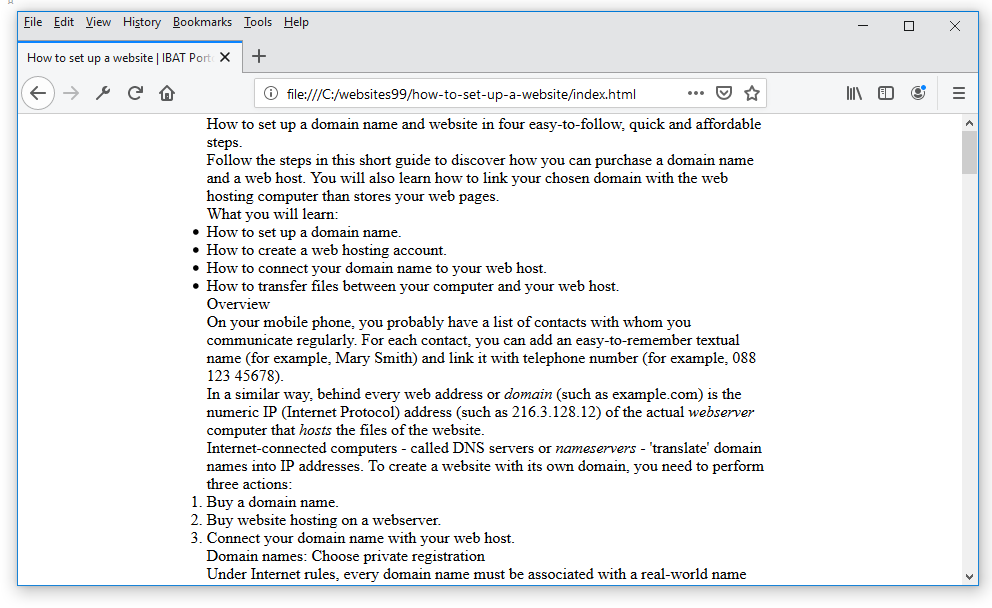 File Edit View History Bookmarks Tools Help
How to set up a website | IBAT Port
file:///C:/websites99/how-to-set-up-a-website/index.html
How to set up a domain name and website in four easy-to-follow, quick and affordable
steps.
Follow the steps in this short guide to discover how you can purchase a domain name
and a web host. You will also learn how to link your chosen domain with the web
hosting computer than stores your web pages.
What you will learn:
• How to set up a domain name.
• How to create a web hosting account.
• How to connect your domain name to your web host.
• How to transfer files between your computer and your web host.
Overview
On your mobile phone, you probably have a list of contacts with whom you
communicate regularly. For each contact, you can add an easy-to-remember textual
name (for example, Mary Smith) and link it with telephone number (for example, 088
123 45678).
In a similar way, behind every web address or domain (such as example.com) is the
numeric IP (Internet Protocol) address (such as 216.3.128.12) of the actual webserver
computer that hosts the files of the website.
Internet-connected computers - called DNS servers or nameservers - 'translate' domain
names into IP addresses. To create a website with its own domain, you need to perform
three actions:
1. Buy a domain name.
2. Buy website hosting on a webserver.
3. Connect your domain name with your web host.
Domain names: Choose private registration
Under Internet rules, every domain name must be associated with a real-world name